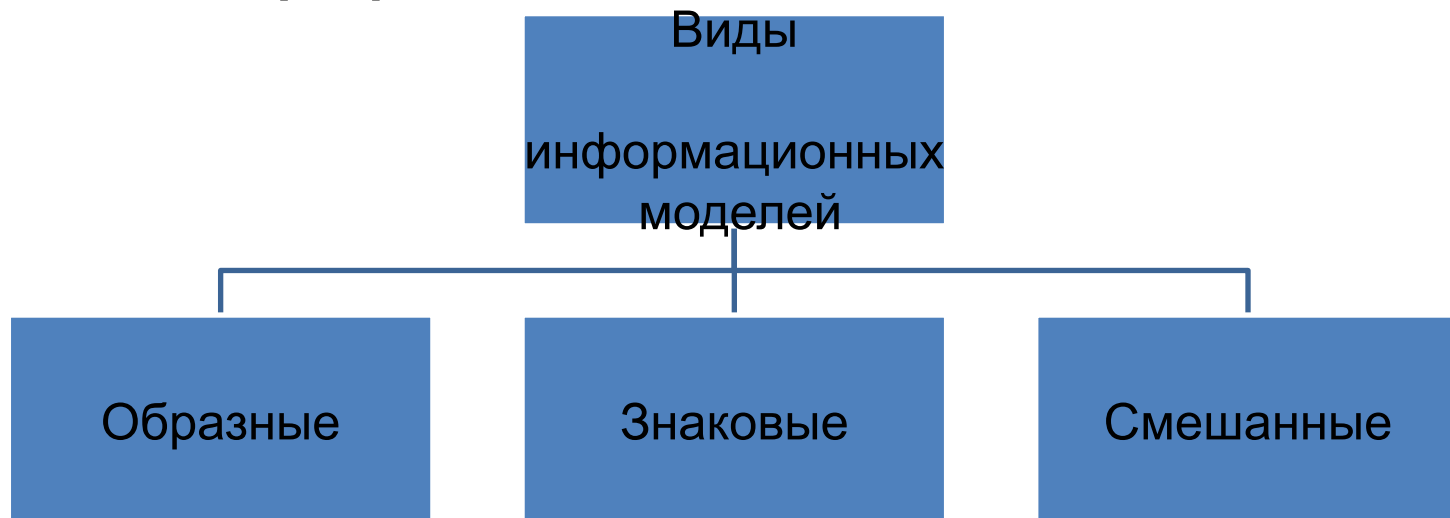 Виды
информационных
моделей
Образные
Знаковые
Смешанные